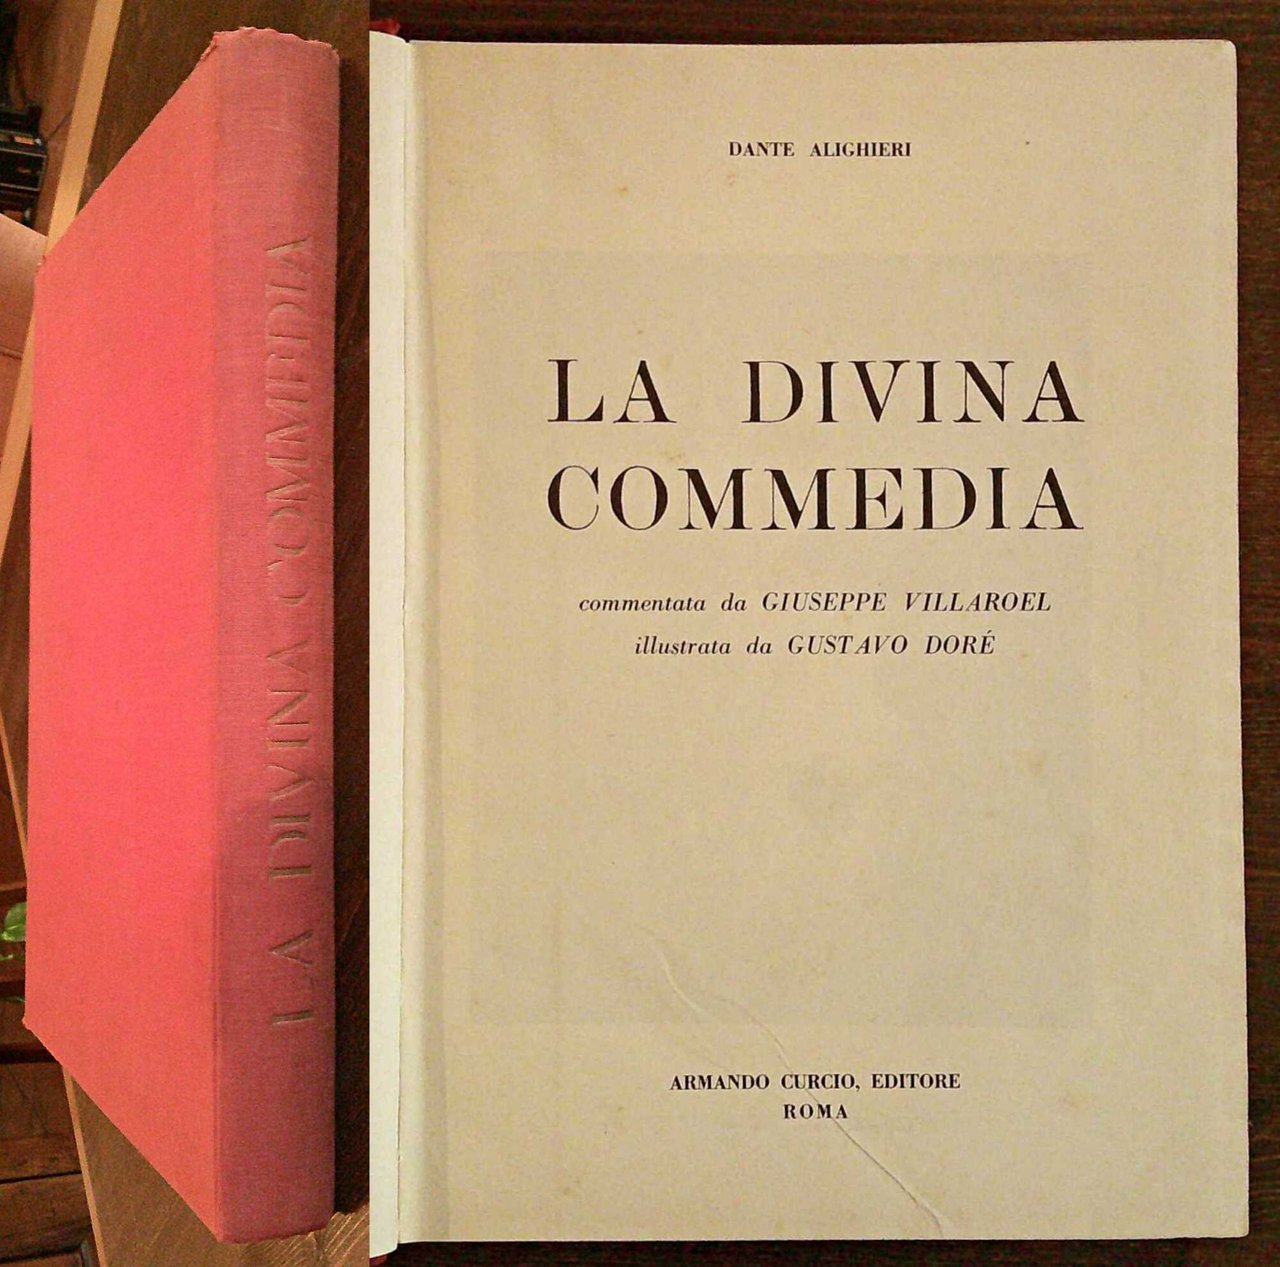 LA DIVINA COMMEDIA
DANTE ALIGHIERI
LA DIVINA
COMMEDIA
commentata da GIUSEPPE VILLAROEL
illustrata da GUSTAVO DORÉ
ARMANDO CURCIO, EDITORE
ROMA